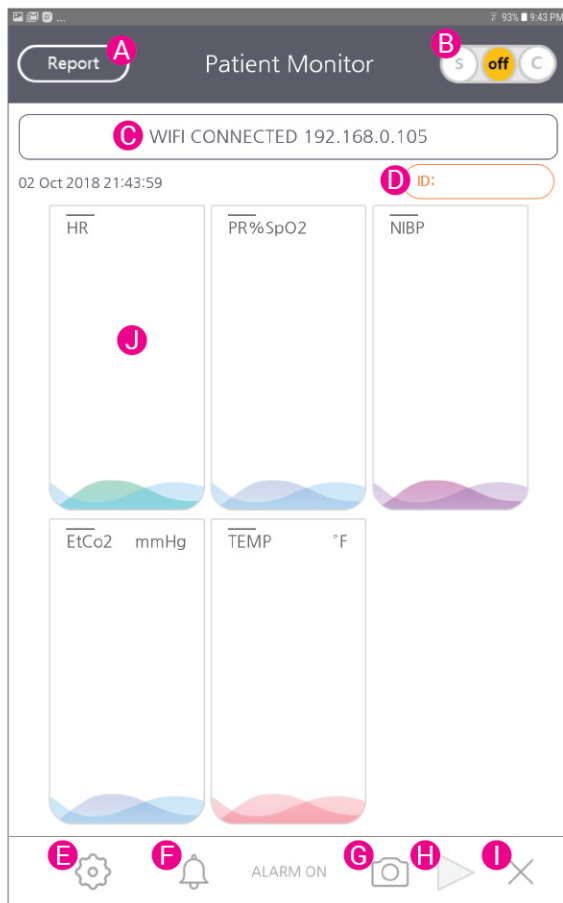 ... 93% 9:43 PM
A
Report
Patient Monitor
B
S off C
C WIFI CONNECTED 192.168.0.105
02 Oct 2018 21:43:59
D ID:
HR
PR%SpO2
NIBP
J
EtCo2 mmHg
TEMP °F
E
F
ALARM ON
G
H
I